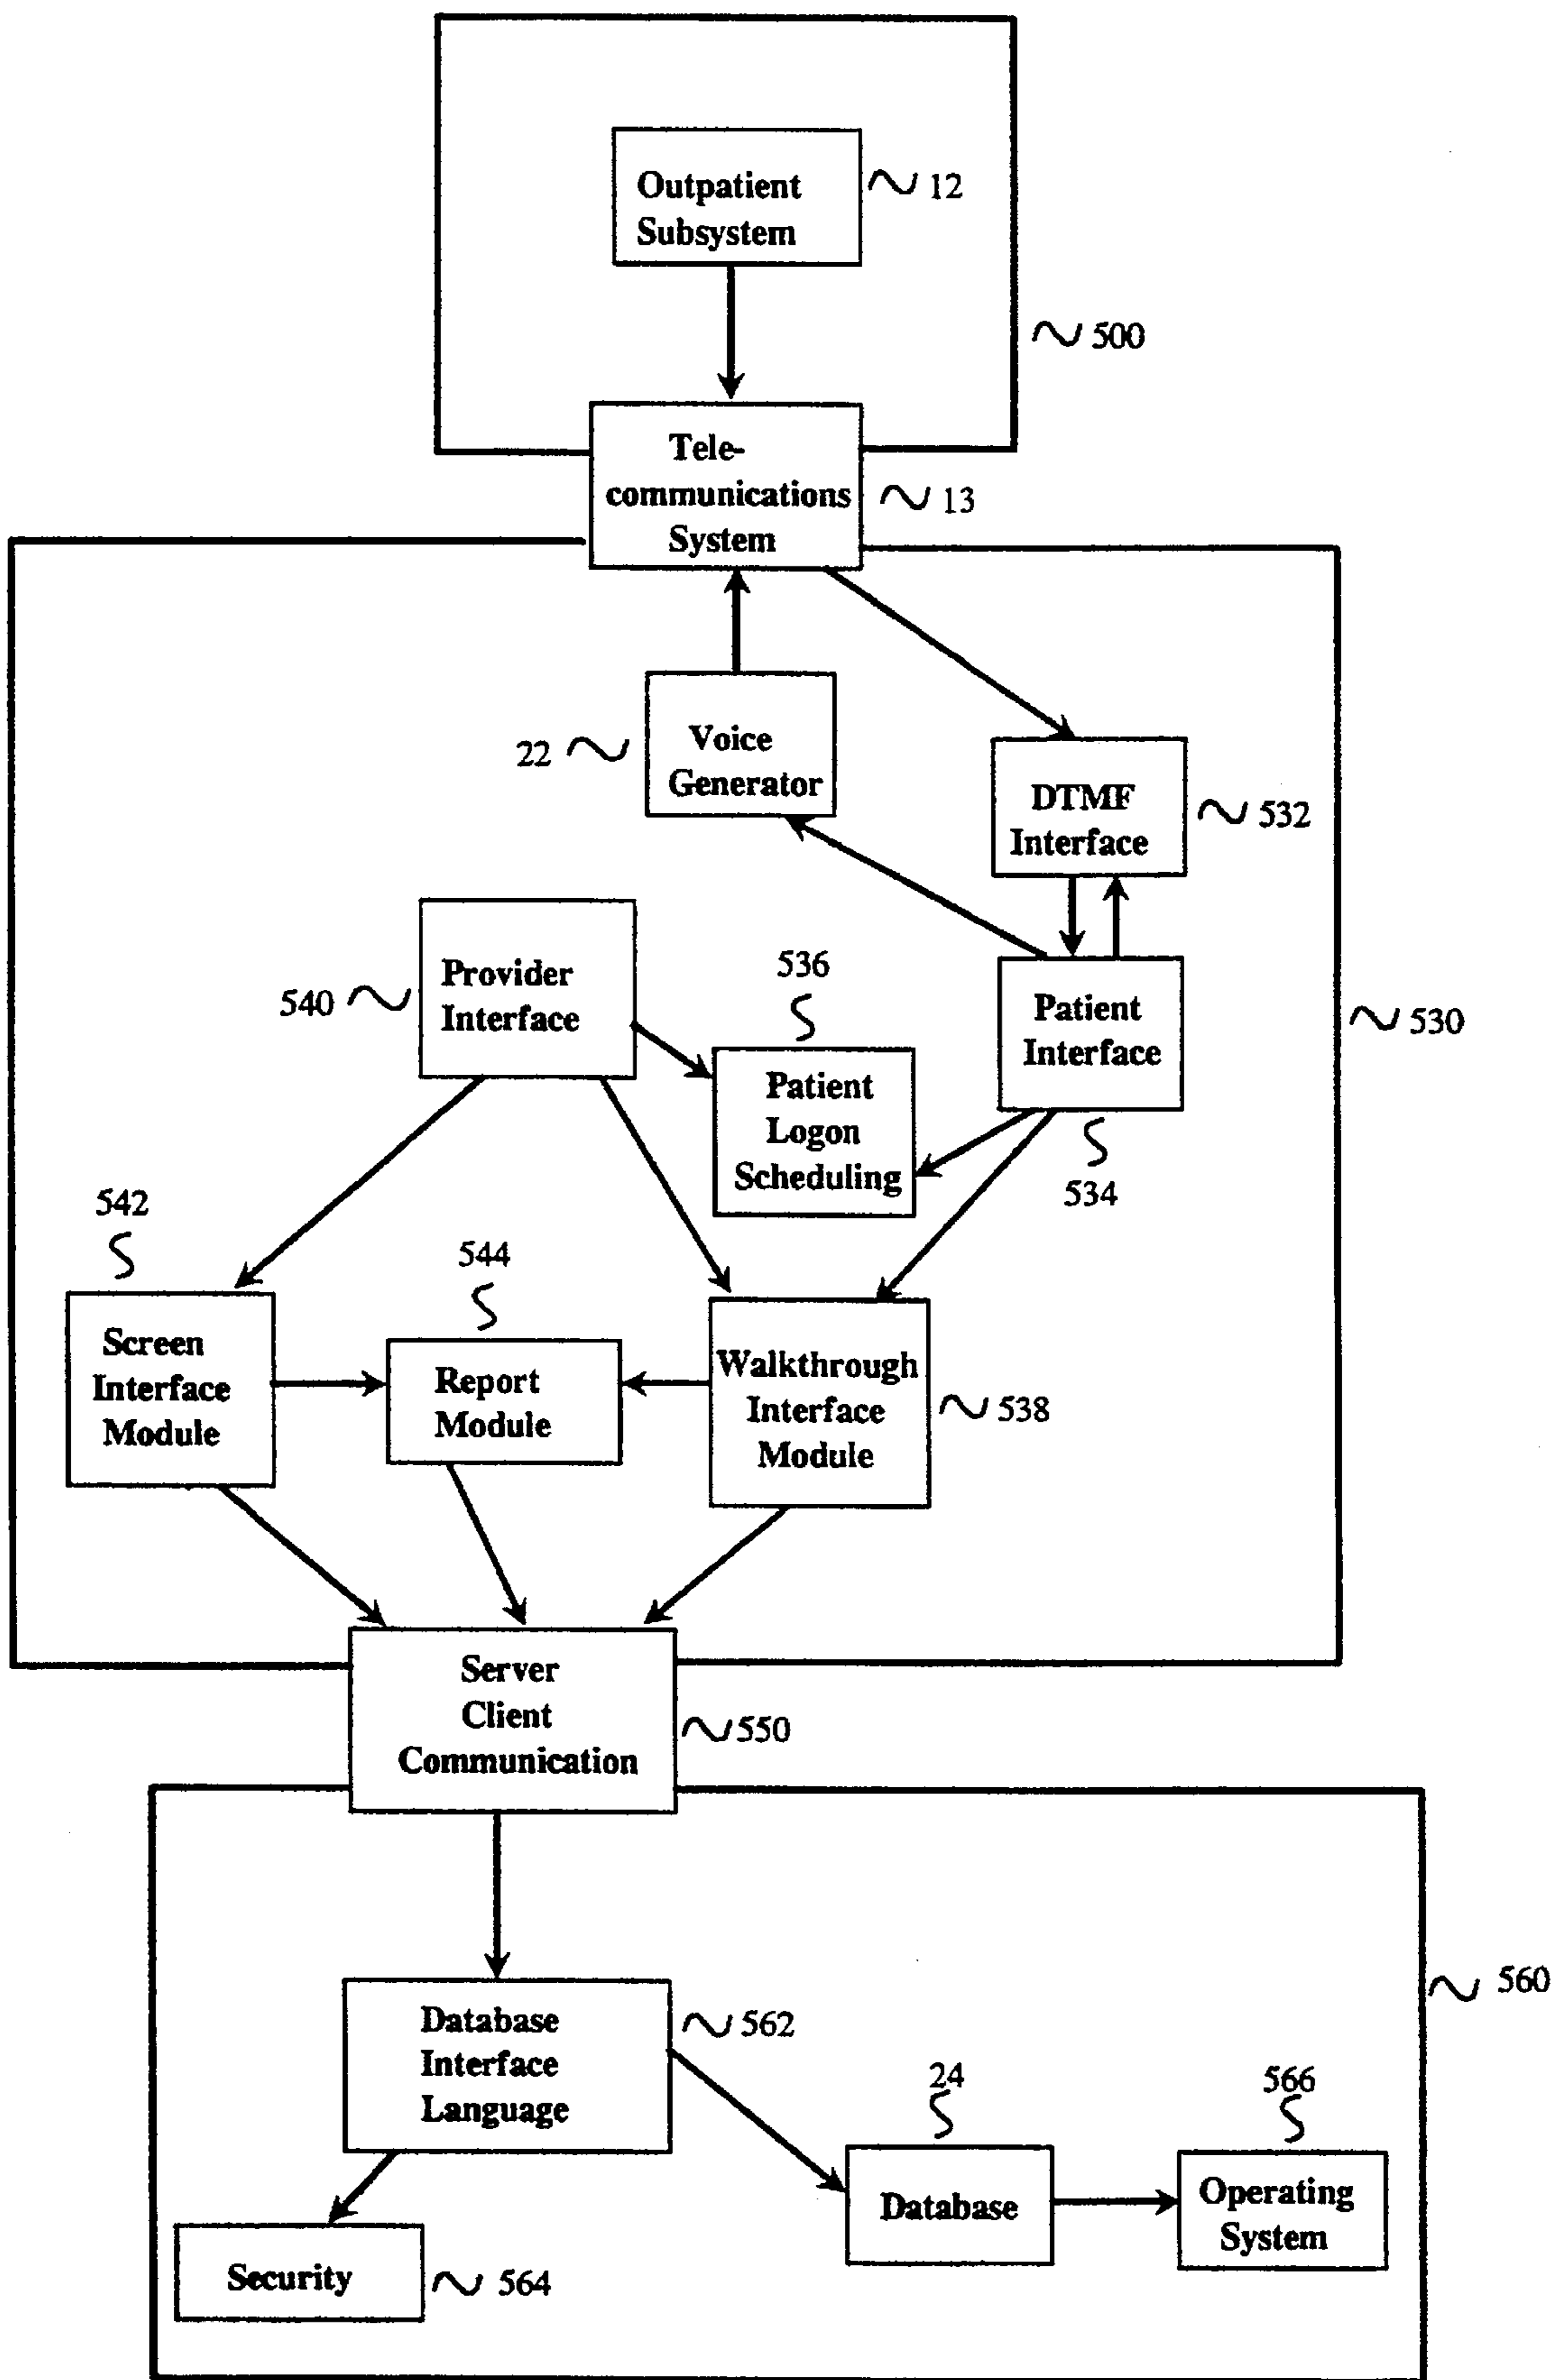 Outpatient
Subsystem
12
500
Tele-
communications
System
13
Voice
Generator
22
DTMF
Interface
532
Provider
Interface
540
536
Patient
Logon
Scheduling
Patient
Interface
534
530
542
Screen
Interface
Module
544
Report
Module
Walkthrough
Interface
Module
538
Server
Client
Communication
550
560
Database
Interface
Language
562
24
Database
566
Operating
System
Security
564